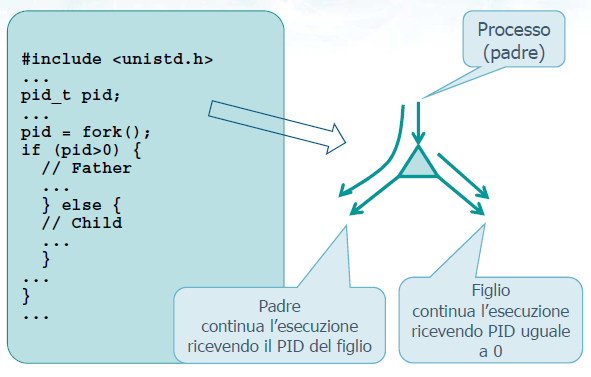 #include <unistd.h>
...
pid_t pid;
...
pid = fork();
if (pid>0) {
// Father
...
} else {
// Child
...
}
...
}
...
Processo
(padre)
Padre
continua l'esecuzione
ricevendo il PID del figlio
Figlio
continua l'esecuzione
ricevendo PID uguale
a 0